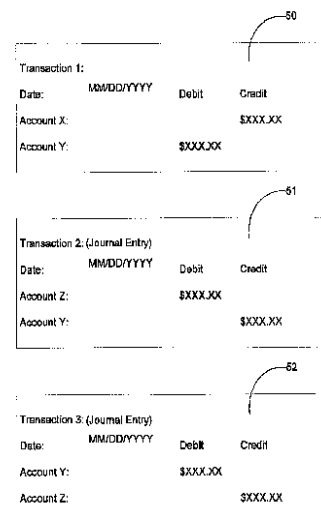 50
Transaction 1:
Date: MM/DD/YYYY Debit Credit
Account X: $XXX.XX
Account Y: $XXX.XX
51
Transaction 2: (Journal Entry)
Date: MM/DD/YYYY Debit Credit
Account Z: $XXX.XX
Account Y: $XXX.XX
52
Transaction 3: (Journal Entry)
Date: MM/DD/YYYY Debit Credit
Account Y: $XXX.XX
Account Z: $XXX.XX